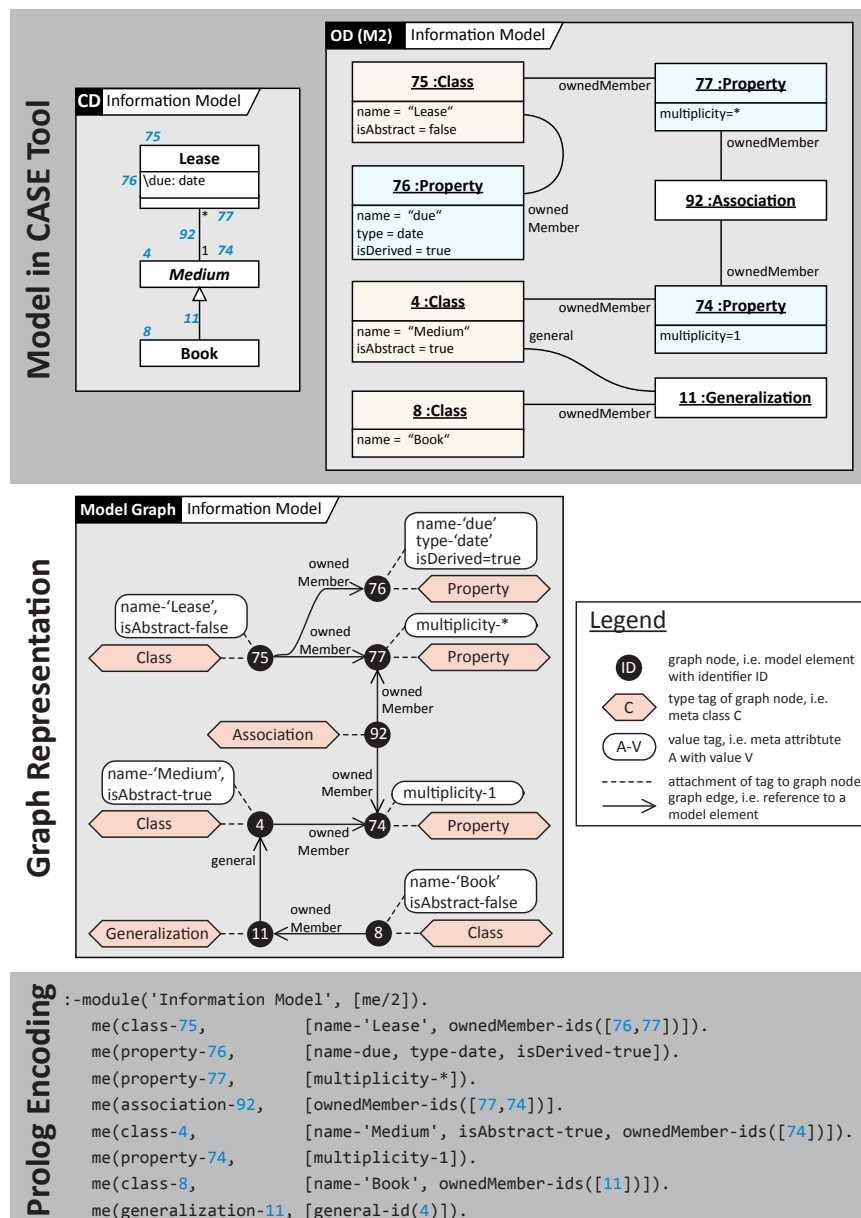 Model in CASE Tool
CD Information Model
75
Lease
76 \due: date
* 77
92
1 74
4
Medium
11
8
Book
OD (M2) Information Model
75 :Class
name = "Lease"
isAbstract = false
ownedMember
77 :Property
multiplicity=*
ownedMember
76 :Property
name = "due"
type = date
isDerived = true
owned
Member
92 :Association
ownedMember
4 :Class
name = "Medium"
isAbstract = true
ownedMember
general
74 :Property
multiplicity=1
8 :Class
name = "Book"
ownedMember
11 :Generalization
Graph Representation
Model Graph Information Model
name-‘due’
type-‘date’
isDerived=true
owned
Member
76
Property
name-‘Lease’,
isAbstract-false
Class
75
owned
Member
multiplicity-*
77
Property
owned
Member
Association
92
owned
Member
name-‘Medium’,
isAbstract-true
Class
4
owned
Member
multiplicity-1
74
Property
general
name-‘Book’
isAbstract-false
Generalization
11
owned
Member
8
Class
Legend
ID
graph node, i.e. model element
with identifier ID
C
type tag of graph node, i.e.
meta class C
A-V
value tag, i.e. meta attribtute
A with value V
attachment of tag to graph node
graph edge, i.e. reference to a
model element
Prolog Encoding
:-module('Information Model', [me/2]).
me(class-75, [name-'Lease', ownedMember-ids([76,77])]).
me(property-76, [name-due, type-date, isDerived-true]).
me(property-77, [multiplicity-*]).
me(association-92, [ownedMember-ids([77,74])].
me(class-4, [name-'Medium', isAbstract-true, ownedMember-ids([74])]).
me(property-74, [multiplicity-1]).
me(class-8, [name-'Book', ownedMember-ids([11])]).
me(generalization-11, [general-id(4)]).